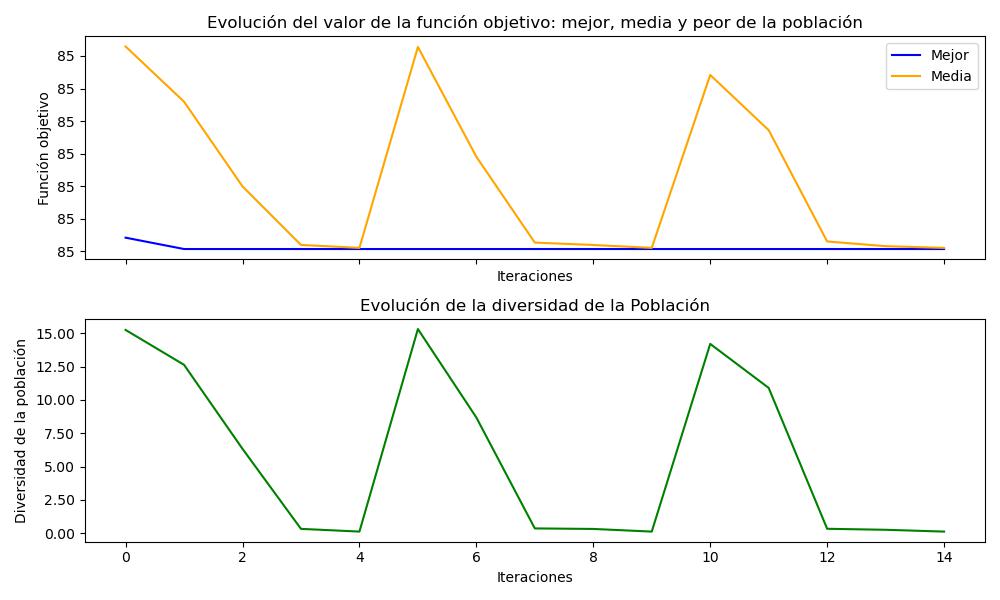 Evolución del valor de la función objetivo: mejor, media y peor de la población
Función objetivo
85
85
85
85
85
85
85
Mejor
Media
Iteraciones
Evolución de la diversidad de la Población
Diversidad de la población
15.00
12.50
10.00
7.50
5.00
2.50
0.00
0 2 4 6 8 10 12 14
Iteraciones